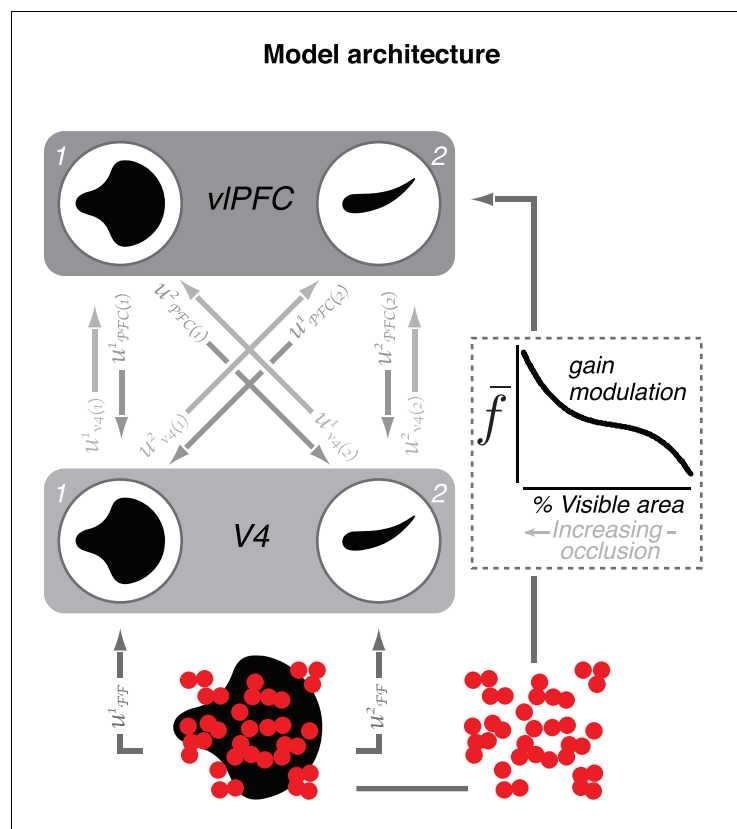 Model architecture
1
vlPFC
2
u¹PFC(1)
u²PFC(1)
u¹PFC(2)
u²PFC(2)
u¹V4(1)
u²V4(1)
u¹V4(2)
u²V4(2)
gain
modulation
f̄
% Visible area
Increasing
occlusion
1
V4
2
u¹FF
u²FF